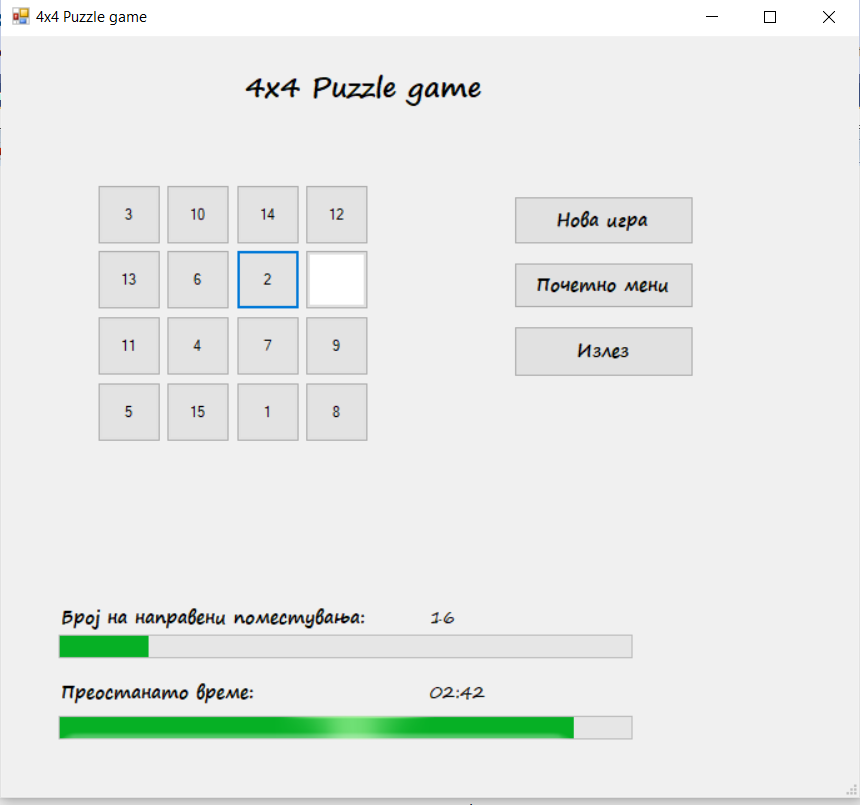 4x4 Puzzle game
4x4 Puzzle game
3 10 14 12
13 6 2
11 4 7 9
5 15 1 8
Нова игра
Почетно мени
Излез
Број на направени поместувања: 16
Преостанато време: 02:42